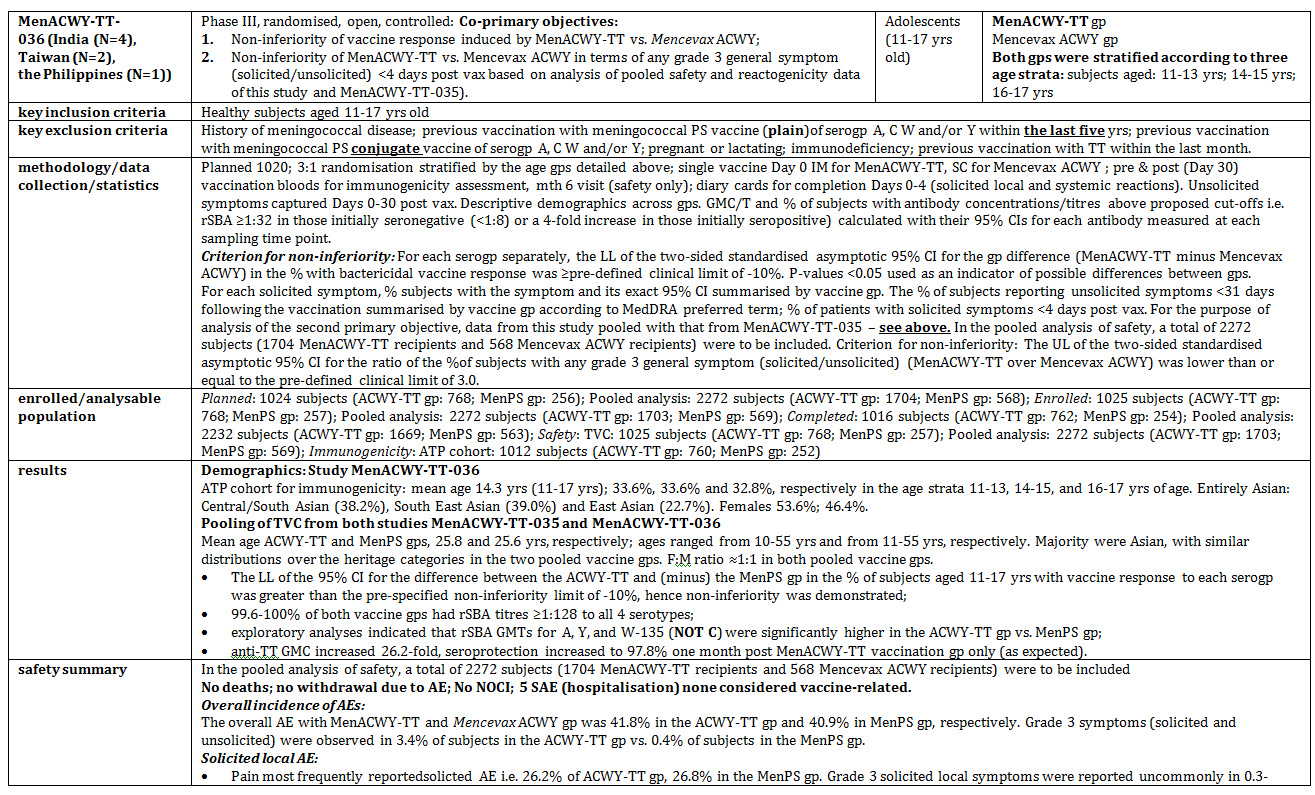 MenACWY-TT-
036 (India (N=4),
Taiwan (N=2),
the Philippines (N=1))
Phase III, randomised, open, controlled: Co-primary objectives:
1. Non-inferiority of vaccine response induced by MenACWY-TT vs. Mencevax ACWY;
2. Non-inferiority of MenACWY-TT vs. Mencevax ACWY in terms of any grade 3 general symptom
(solicited/unsolicited) <4 days post vax based on analysis of pooled safety and reactogenicity data
of this study and MenACWY-TT-035).
Adolescents
(11-17 yrs
old)
MenACWY-TT gp
Mencevax ACWY gp
Both gps were stratified according to three
age strata: subjects aged: 11-13 yrs; 14-15 yrs;
16-17 yrs
key inclusion criteria
Healthy subjects aged 11-17 yrs old
key exclusion criteria
History of meningococcal disease; previous vaccination with meningococcal PS vaccine (plain)of serogp A, C W and/or Y within the last five yrs; previous vaccination
with meningococcal PS conjugate vaccine of serogp A, C W and/or Y; pregnant or lactating; immunodeficiency; previous vaccination with TT within the last month.
methodology/data
collection/statistics
Planned 1020; 3:1 randomisation stratified by the age gps detailed above; single vaccine Day 0 IM for MenACWY-TT, SC for Mencevax ACWY ; pre & post (Day 30)
vaccination bloods for immunogenicity assessment, mth 6 visit (safety only); diary cards for completion Days 0-4 (solicited local and systemic reactions). Unsolicited
symptoms captured Days 0-30 post vax. Descriptive demographics across gps. GMC/T and % of subjects with antibody concentrations/titres above proposed cut-offs i.e.
rSBA ≥1:32 in those initially seronegative (<1:8) or a 4-fold increase in those initially seropositive) calculated with their 95% CIs for each antibody measured at each
sampling time point.
Criterion for non-inferiority: For each serogp separately, the LL of the two-sided standardised asymptotic 95% CI for the gp difference (MenACWY-TT minus Mencevax
ACWY) in the % with bactericidal vaccine response was ≥pre-defined clinical limit of -10%. P-values <0.05 used as an indicator of possible differences between gps.
For each solicited symptom, % subjects with the symptom and its exact 95% CI summarised by vaccine gp. The % of subjects reporting unsolicited symptoms <31 days
following the vaccination summarised by vaccine gp according to MedDRA preferred term; % of patients with solicited symptoms <4 days post vax. For the purpose of
analysis of the second primary objective, data from this study pooled with that from MenACWY-TT-035 – see above. In the pooled analysis of safety, a total of 2272
subjects (1704 MenACWY-TT recipients and 568 Mencevax ACWY recipients) were to be included. Criterion for non-inferiority: The UL of the two-sided standardised
asymptotic 95% CI for the ratio of the %of subjects with any grade 3 general symptom (solicited/unsolicited) (MenACWY-TT over Mencevax ACWY) was lower than or
equal to the pre-defined clinical limit of 3.0.
enrolled/analysable
population
Planned: 1024 subjects (ACWY-TT gp: 768; MenPS gp: 256); Pooled analysis: 2272 subjects (ACWY-TT gp: 1704; MenPS gp: 568); Enrolled: 1025 subjects (ACWY-TT gp:
768; MenPS gp: 257); Pooled analysis: 2272 subjects (ACWY-TT gp: 1703; MenPS gp: 569); Completed: 1016 subjects (ACWY-TT gp: 762; MenPS gp: 254); Pooled analysis:
2232 subjects (ACWY-TT gp: 1669; MenPS gp: 563); Safety: TVC: 1025 subjects (ACWY-TT gp: 768; MenPS gp: 257); Pooled analysis: 2272 subjects (ACWY-TT gp: 1703;
MenPS gp: 569); Immunogenicity: ATP cohort: 1012 subjects (ACWY-TT gp: 760; MenPS gp: 252)
results
Demographics: Study MenACWY-TT-036
ATP cohort for immunogenicity: mean age 14.3 yrs (11-17 yrs); 33.6%, 33.6% and 32.8%, respectively in the age strata 11-13, 14-15, and 16-17 yrs of age. Entirely Asian:
Central/South Asian (38.2%), South East Asian (39.0%) and East Asian (22.7%). Females 53.6%; 46.4%.
Pooling of TVC from both studies MenACWY-TT-035 and MenACWY-TT-036
Mean age ACWY-TT and MenPS gps, 25.8 and 25.6 yrs, respectively; ages ranged from 10-55 yrs and from 11-55 yrs, respectively. Majority were Asian, with similar
distributions over the heritage categories in the two pooled vaccine gps. F:M ratio ≈1:1 in both pooled vaccine gps.
• The LL of the 95% CI for the difference between the ACWY-TT and (minus) the MenPS gp in the % of subjects aged 11-17 yrs with vaccine response to each serogp
was greater than the pre-specified non-inferiority limit of -10%, hence non-inferiority was demonstrated;
• 99.6-100% of both vaccine gps had rSBA titres ≥1:128 to all 4 serotypes;
• exploratory analyses indicated that rSBA GMTs for A, Y, and W-135 (NOT C) were significantly higher in the ACWY-TT gp vs. MenPS gp;
• anti-TT GMC increased 26.2-fold, seroprotection increased to 97.8% one month post MenACWY-TT vaccination gp only (as expected).
safety summary
In the pooled analysis of safety, a total of 2272 subjects (1704 MenACWY-TT recipients and 568 Mencevax ACWY recipients) were to be included
No deaths; no withdrawal due to AE; No NOCI; 5 SAE (hospitalisation) none considered vaccine-related.
Overall incidence of AEs:
The overall AE with MenACWY-TT and Mencevax ACWY gp was 41.8% in the ACWY-TT gp and 40.9% in MenPS gp, respectively. Grade 3 symptoms (solicited and
unsolicited) were observed in 3.4% of subjects in the ACWY-TT gp vs. 0.4% of subjects in the MenPS gp.
Solicited local AE:
• Pain most frequently reportedsolicted AE i.e. 26.2% of ACWY-TT gp, 26.8% in the MenPS gp. Grade 3 solicited local symptoms were reported uncommonly in 0.3-